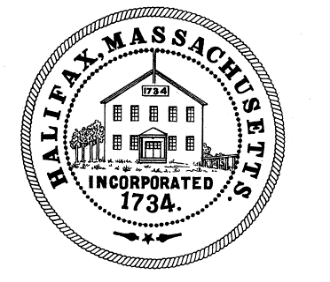 HALIFAX, MASSACHUSETTS.
1734
INCORPORATED
1734.